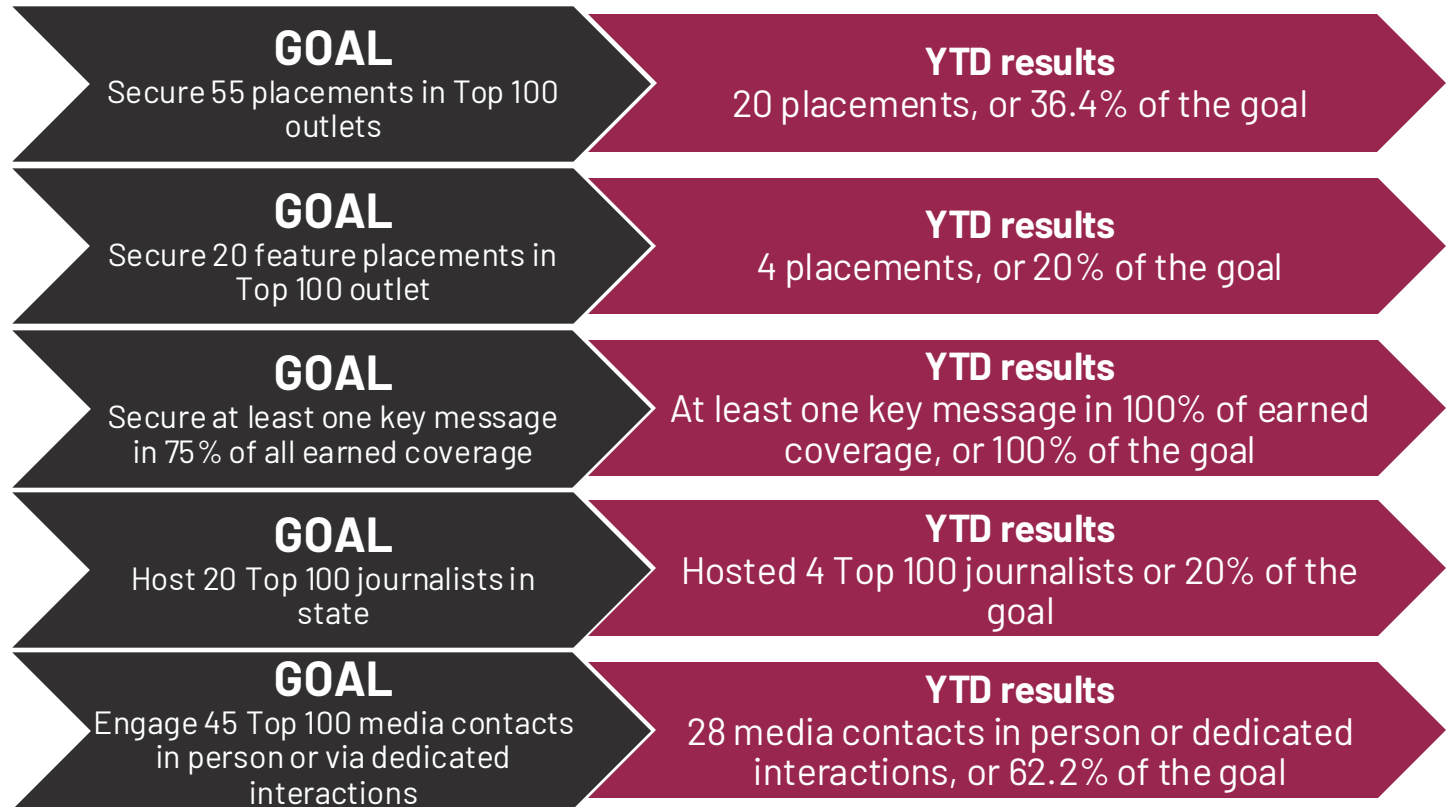 GOAL
Secure 55 placements in Top 100
outlets
YTD results
20 placements, or 36.4% of the goal
GOAL
Secure 20 feature placements in
Top 100 outlet
YTD results
4 placements, or 20% of the goal
GOAL
Secure at least one key message
in 75% of all earned coverage
YTD results
At least one key message in 100% of earned
coverage, or 100% of the goal
GOAL
Host 20 Top 100 journalists in
state
YTD results
Hosted 4 Top 100 journalists or 20% of the
goal
GOAL
Engage 45 Top 100 media contacts
in person or via dedicated
interactions
YTD results
28 media contacts in person or dedicated
interactions, or 62.2% of the goal